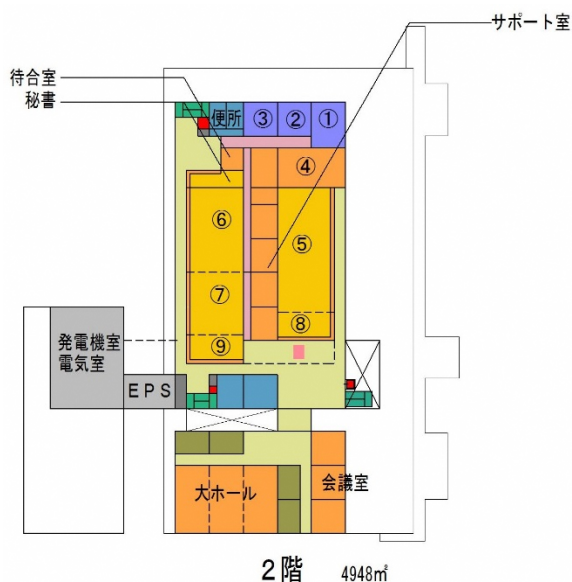 サポート室
待合室
秘書
便所
③
②
①
④
⑥
⑤
⑦
⑧
⑨
発電機室
電気室
EPS
大ホール
会議室
2階 4948㎡